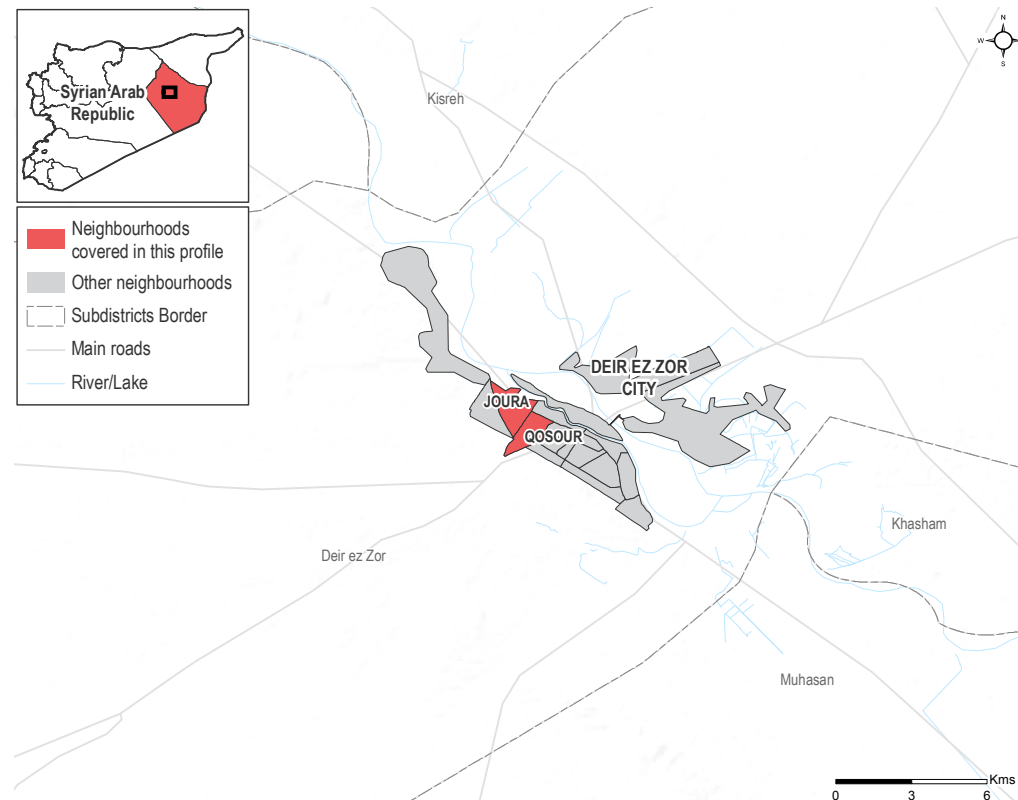 Syrian Arab
Republic
N
W
S
Neighbourhoods
covered in this profile
Other neighbourhoods
Subdistricts Border
Main roads
River/Lake
Kisreh
DEIR EZ ZOR
CITY
JOURA
QOSOUR
Khasham
Deir ez Zor
Muhasan
Kms
0 3 6